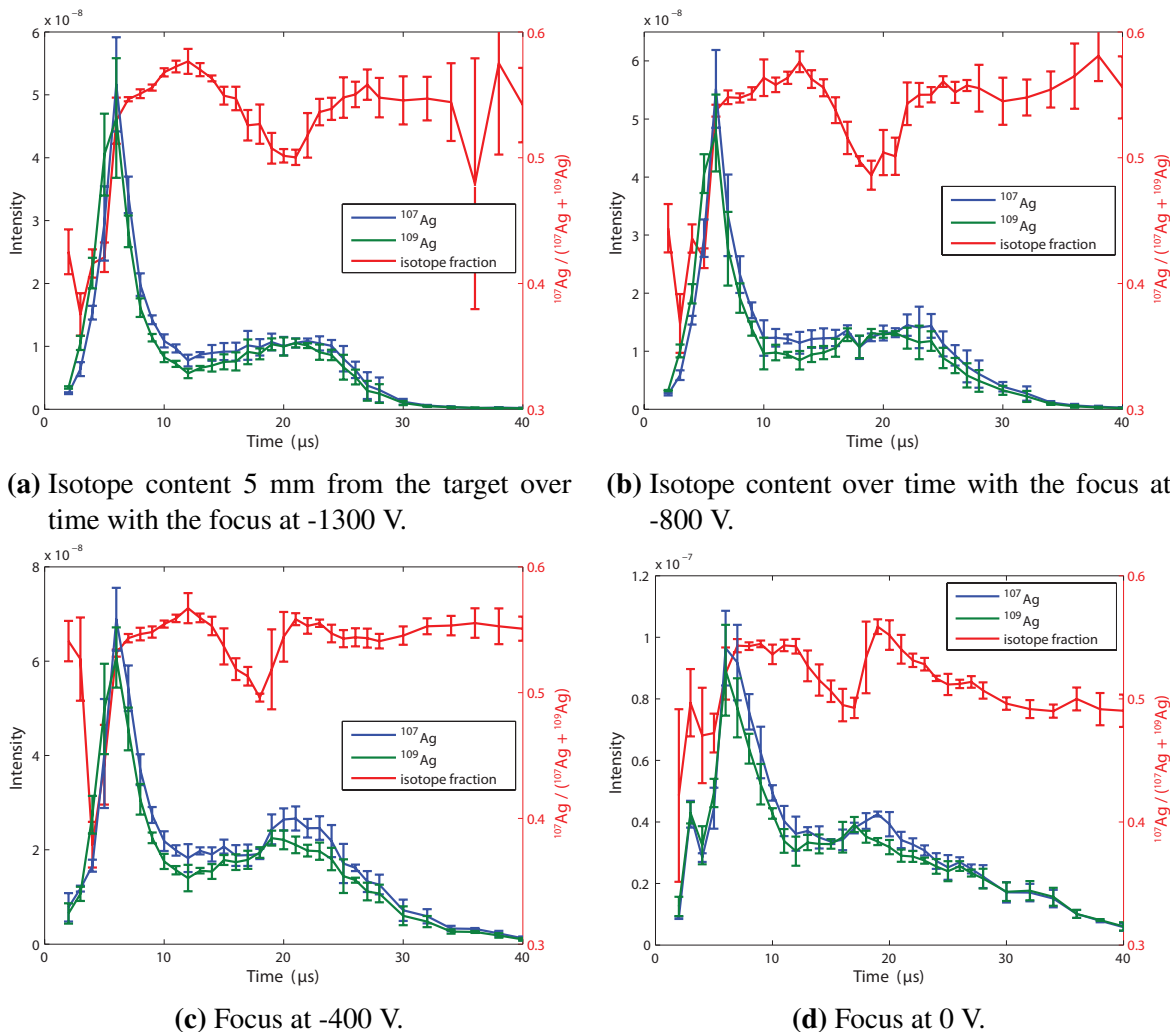 x 10⁻⁸
6
5
4
3
2
1
0
Intensity
0 10 20 30 40
Time (μs)
0.6
0.5
0.4
0.3
¹⁰⁷Ag / (¹⁰⁷Ag + ¹⁰⁹Ag)
¹⁰⁷Ag
¹⁰⁹Ag
isotope fraction
(a) Isotope content 5 mm from the target over
time with the focus at -1300 V.
x 10⁻⁸
7
6
5
4
3
2
1
0
Intensity
0 10 20 30 40
Time (μs)
0.6
0.5
0.4
0.3
¹⁰⁷Ag / (¹⁰⁷Ag + ¹⁰⁹Ag)
¹⁰⁷Ag
¹⁰⁹Ag
isotope fraction
(b) Isotope content over time with the focus at
-800 V.
x 10⁻⁸
8
6
4
2
0
Intensity
0 10 20 30 40
Time (μs)
0.6
0.5
0.4
0.3
¹⁰⁷Ag / (¹⁰⁷Ag + ¹⁰⁹Ag)
¹⁰⁷Ag
¹⁰⁹Ag
isotope fraction
(c) Focus at -400 V.
x 10⁻⁷
1.2
1
0.8
0.6
0.4
0.2
0
Intensity
0 10 20 30 40
Time (μs)
0.6
0.5
0.4
0.3
¹⁰⁷Ag / (¹⁰⁷Ag + ¹⁰⁹Ag)
¹⁰⁷Ag
¹⁰⁹Ag
isotope fraction
(d) Focus at 0 V.